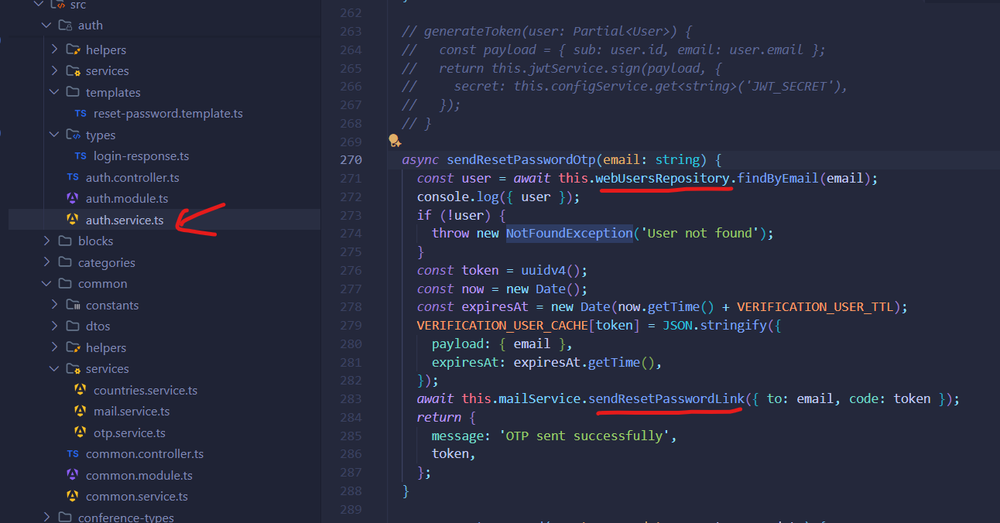 src
auth
helpers
services
templates
TS reset-password.template.ts
types
TS login-response.ts
TS auth.controller.ts
auth.module.ts
auth.service.ts
blocks
categories
common
constants
dtos
helpers
services
countries.service.ts
mail.service.ts
otp.service.ts
TS common.controller.ts
common.module.ts
common.service.ts
conference-types
262
263 // generateToken(user: Partial<User>) {
264 //   const payload = { sub: user.id, email: user.email };
265 //   return this.jwtService.sign(payload, {
266 //     secret: this.configService.get<string>('JWT_SECRET'),
267 //   });
268 // }
269
270 async sendResetPasswordOtp(email: string) {
271   const user = await this.webUsersRepository.findByEmail(email);
272   console.log({ user });
273   if (!user) {
274     throw new NotFoundException('User not found');
275   }
276   const token = uuidv4();
277   const now = new Date();
278   const expiresAt = new Date(now.getTime() + VERIFICATION_USER_TTL);
279   VERIFICATION_USER_CACHE[token] = JSON.stringify({
280     payload: { email },
281     expiresAt: expiresAt.getTime(),
282   });
283   await this.mailService.sendResetPasswordLink({ to: email, code: token });
284   return {
285     message: 'OTP sent successfully',
286     token,
287   };
288 }
289